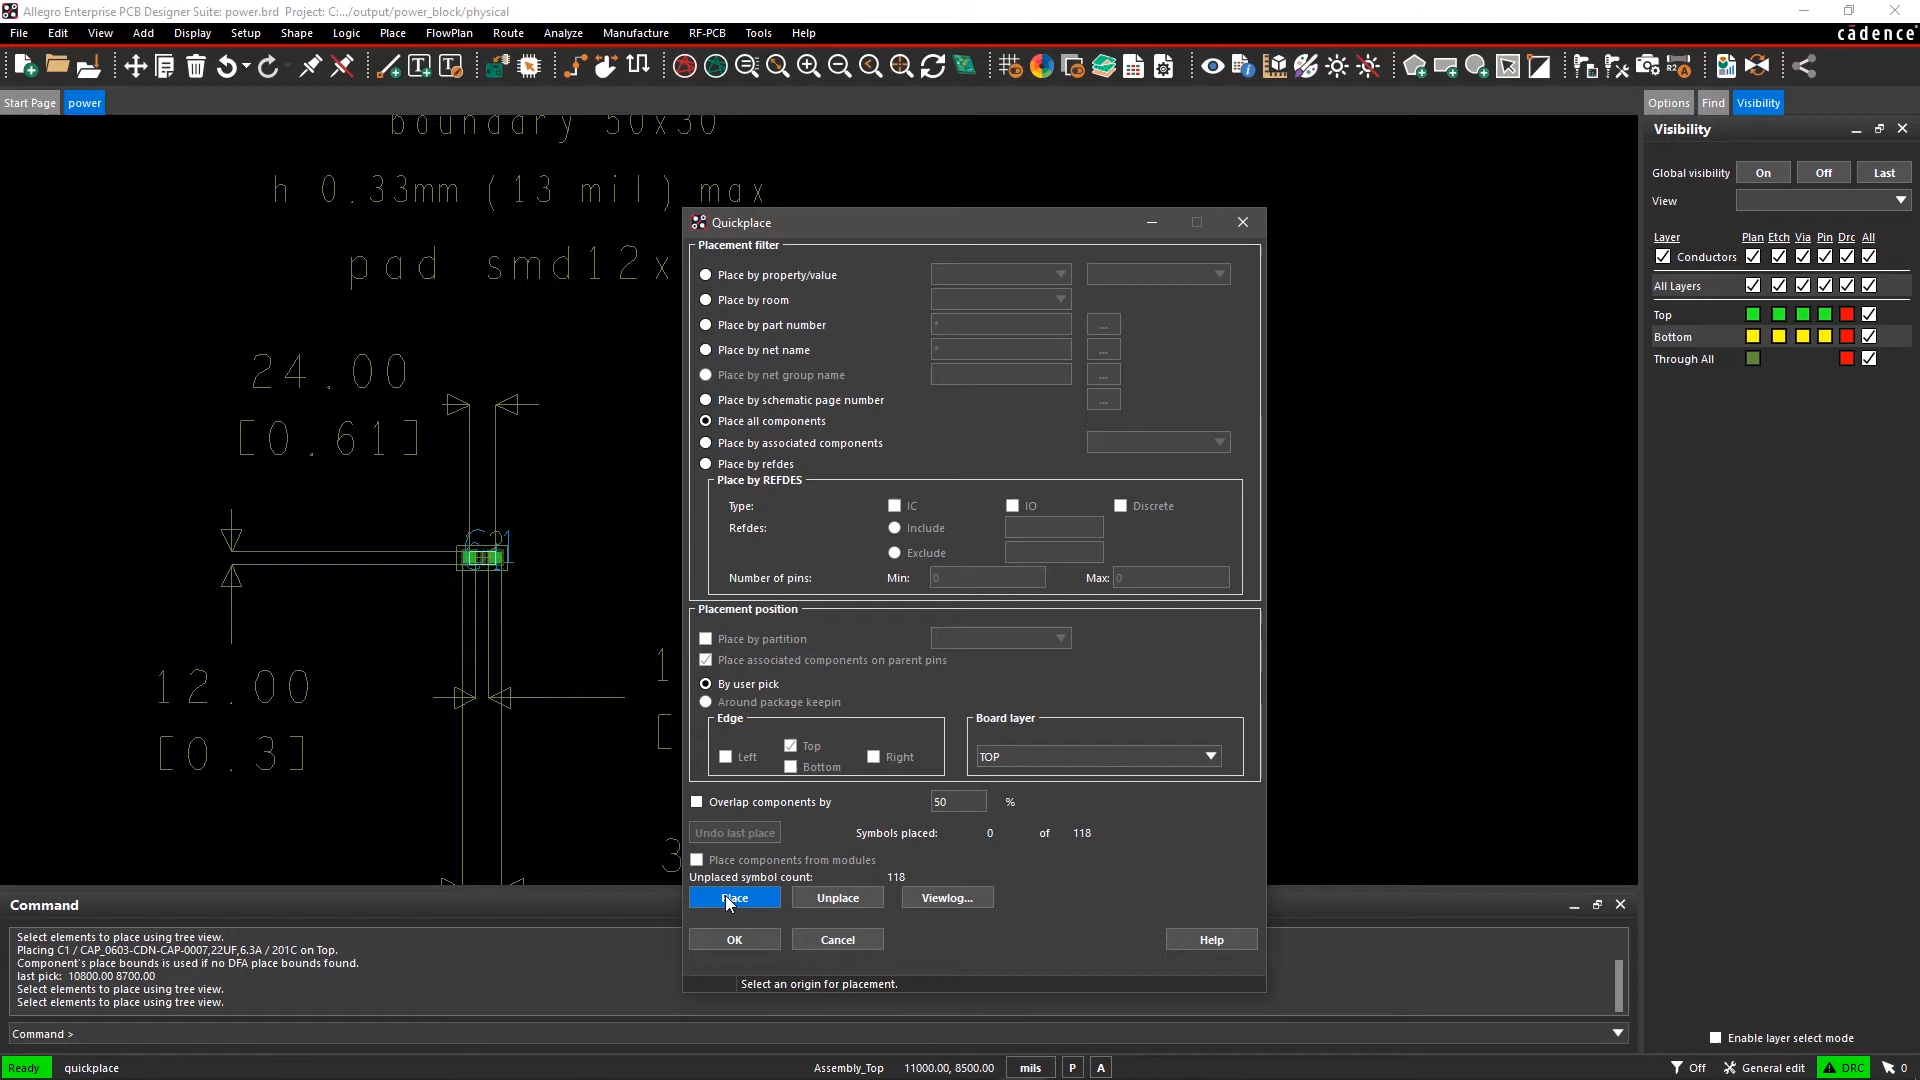 Allegro Enterprise PCB Designer Suite: power.brd  Project: C:.../output/power_block/physical
File Edit View Add Display Setup Shape Logic Place FlowPlan Route Analyze Manufacture RF-PCB Tools Help
cādence
Start Page power
Options Find Visibility
boundary 50x30
h 0.33mm (13 mil) max
pad smd12x
24.00
[0.61]
C1
12.00
[0.3]
1
[
3
Quickplace
Placement filter
Place by property/value
Place by room
Place by part number * ...
Place by net name * ...
Place by net group name ...
Place by schematic page number ...
Place all components
Place by associated components
Place by refdes
Place by REFDES
Type: IC IO Discrete
Refdes: Include
Exclude
Number of pins: Min: 0 Max: 0
Placement position
Place by partition
Place associated components on parent pins
By user pick
Around package keepin
Edge
Left Top Right
Bottom
Board layer
TOP
Overlap components by 50 %
Undo last place Symbols placed: 0 of 118
Place components from modules
Unplaced symbol count: 118
Place Unplace Viewlog...
OK Cancel Help
Select an origin for placement.
Visibility
Global visibility On Off Last
View
Layer Plan Etch Via Pin Drc All
Conductors
All Layers
Top
Bottom
Through All
Enable layer select mode
Command
Select elements to place using tree view.
Placing C1 / CAP_0603-CDN-CAP-0007,22UF,6.3A / 201C on Top.
Component's place bounds is used if no DFA place bounds found.
last pick:  10800.00 8700.00
Select elements to place using tree view.
Select elements to place using tree view.
Command >
Ready quickplace Assembly_Top 11000.00, 8500.00 mils P A Off General edit DRC 0